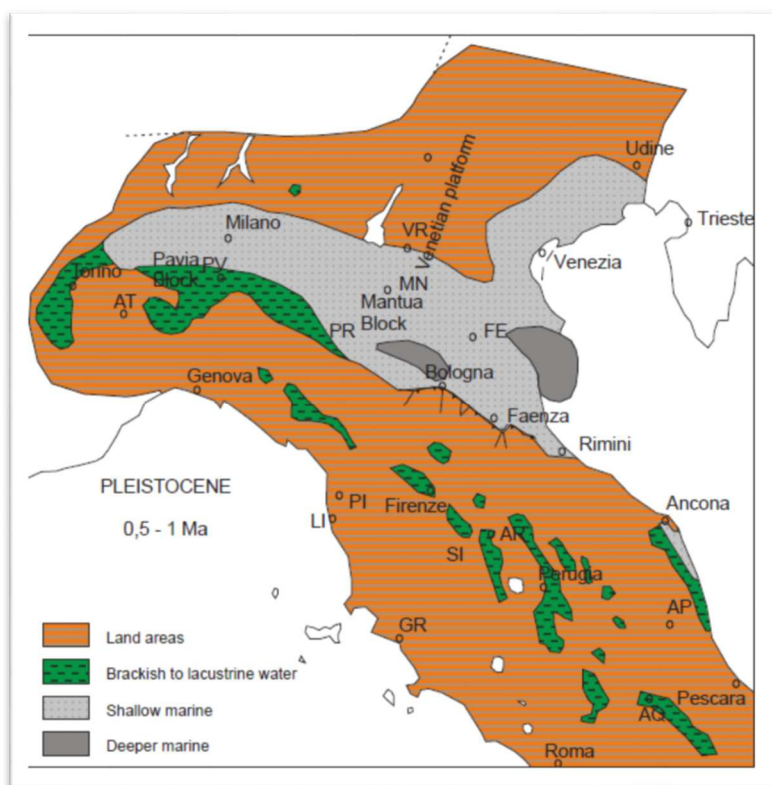 Udine
Trieste
Venetian platform
Milano
VR
Venezia
Pavia
Block
PV
Torino
MN
Mantua
Block
AT
PR
FE
Bologna
Genova
Faenza
Rimini
PLEISTOCENE
0,5 - 1 Ma
PI
Firenze
LI
Ancona
AR
SI
Perugia
AP
GR
Pescara
AQ
Roma
Land areas
Brackish to lacustrine water
Shallow marine
Deeper marine